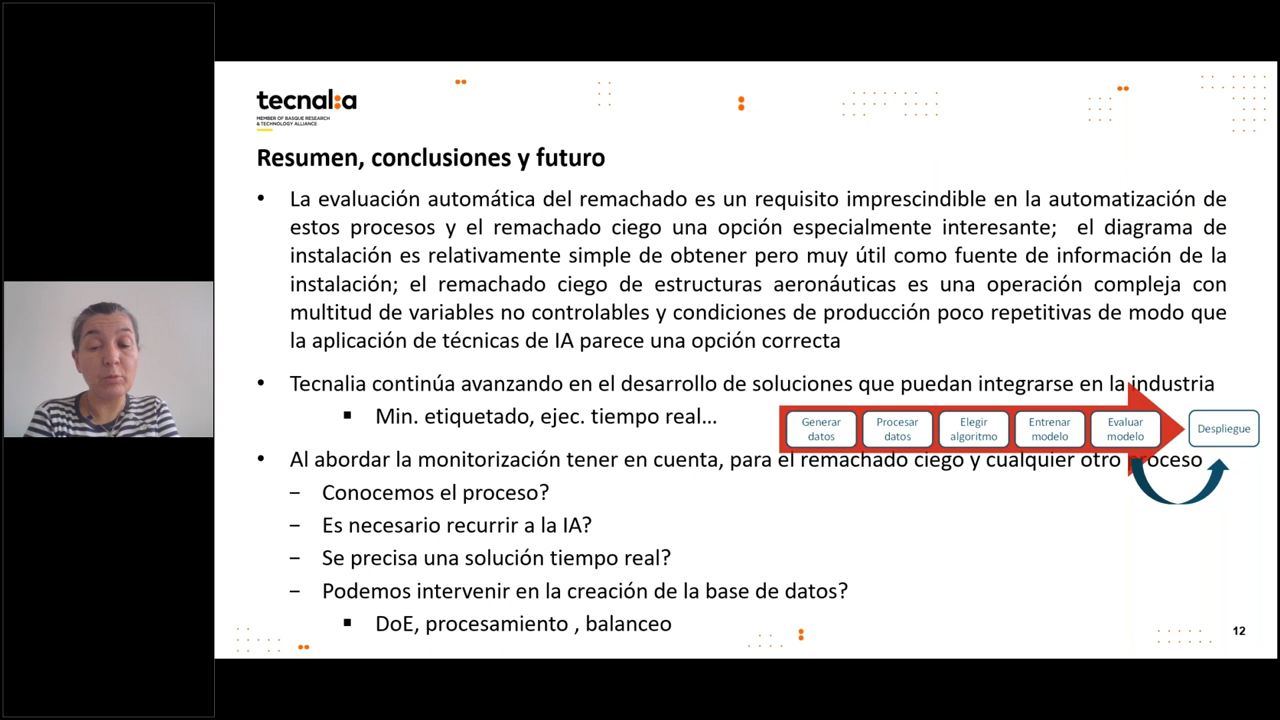 tecnal:a
MEMBER OF BASQUE RESEARCH
& TECHNOLOGY ALLIANCE
Resumen, conclusiones y futuro
• La evaluación automática del remachado es un requisito imprescindible en la automatización de
estos procesos y el remachado ciego una opción especialmente interesante; el diagrama de
instalación es relativamente simple de obtener pero muy útil como fuente de información de la
instalación; el remachado ciego de estructuras aeronáuticas es una operación compleja con
multitud de variables no controlables y condiciones de producción poco repetitivas de modo que
la aplicación de técnicas de IA parece una opción correcta
• Tecnalia continúa avanzando en el desarrollo de soluciones que puedan integrarse en la industria
▪ Min. etiquetado, ejec. tiempo real…
Generar
datos
Procesar
datos
Elegir
algoritmo
Entrenar
modelo
Evaluar
modelo
Despliegue
• Al abordar la monitorización tener en cuenta, para el remachado ciego y cualquier otro proceso
− Conocemos el proceso?
− Es necesario recurrir a la IA?
− Se precisa una solución tiempo real?
− Podemos intervenir en la creación de la base de datos?
▪ DoE, procesamiento , balanceo
12